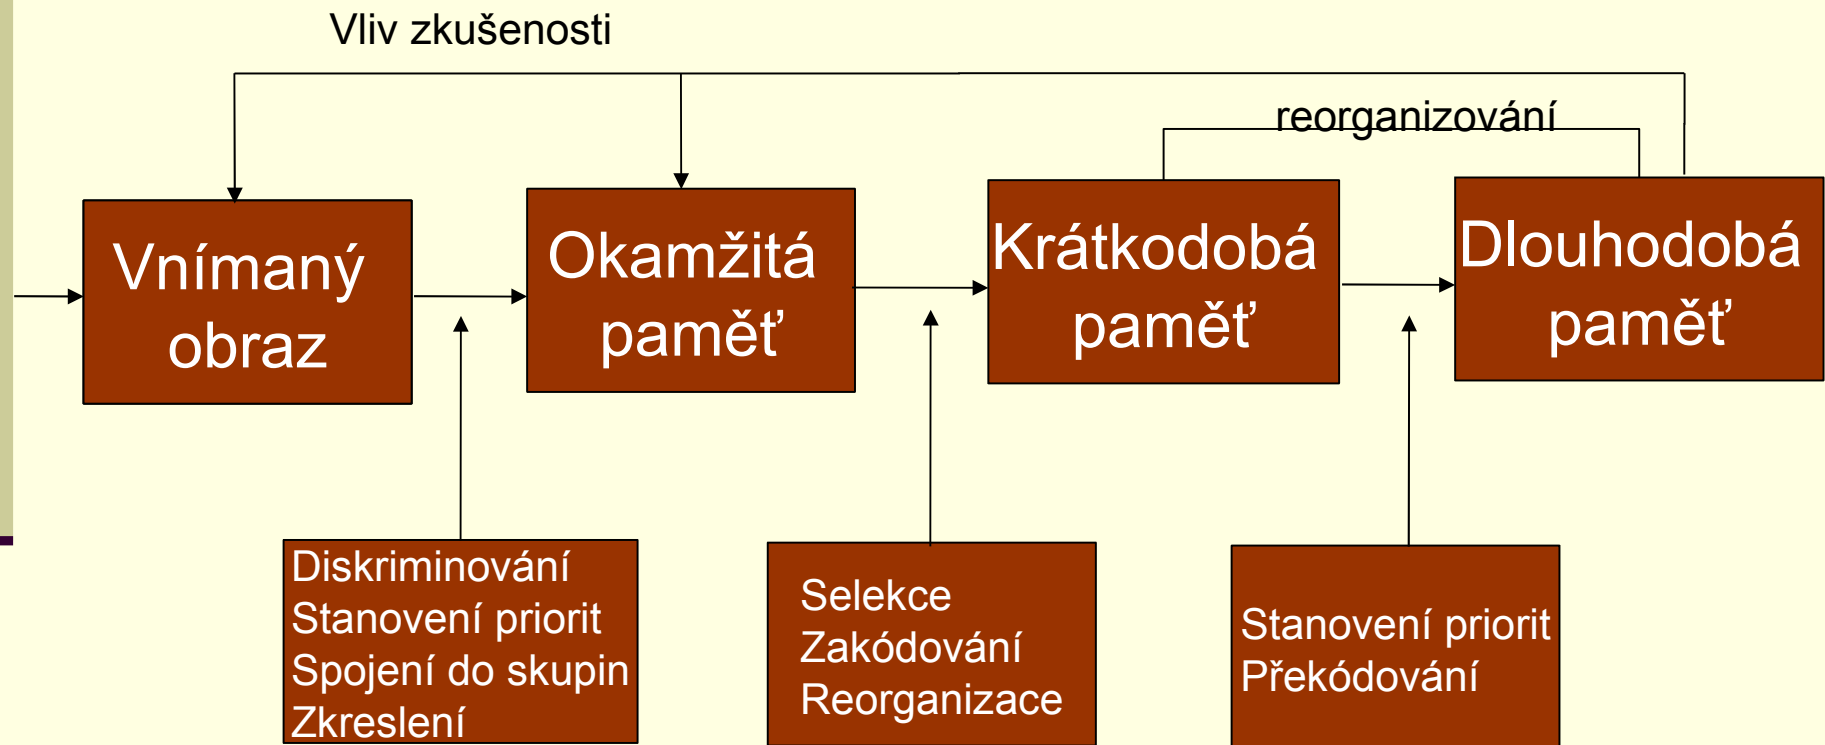 Vliv zkušenosti
reorganizování
Vnímaný
obraz
Okamžitá
paměť
Krátkodobá
paměť
Dlouhodobá
paměť
Diskriminování
Stanovení priorit
Spojení do skupin
Zkreslení
Selekce
Zakódování
Reorganizace
Stanovení priorit
Překódování